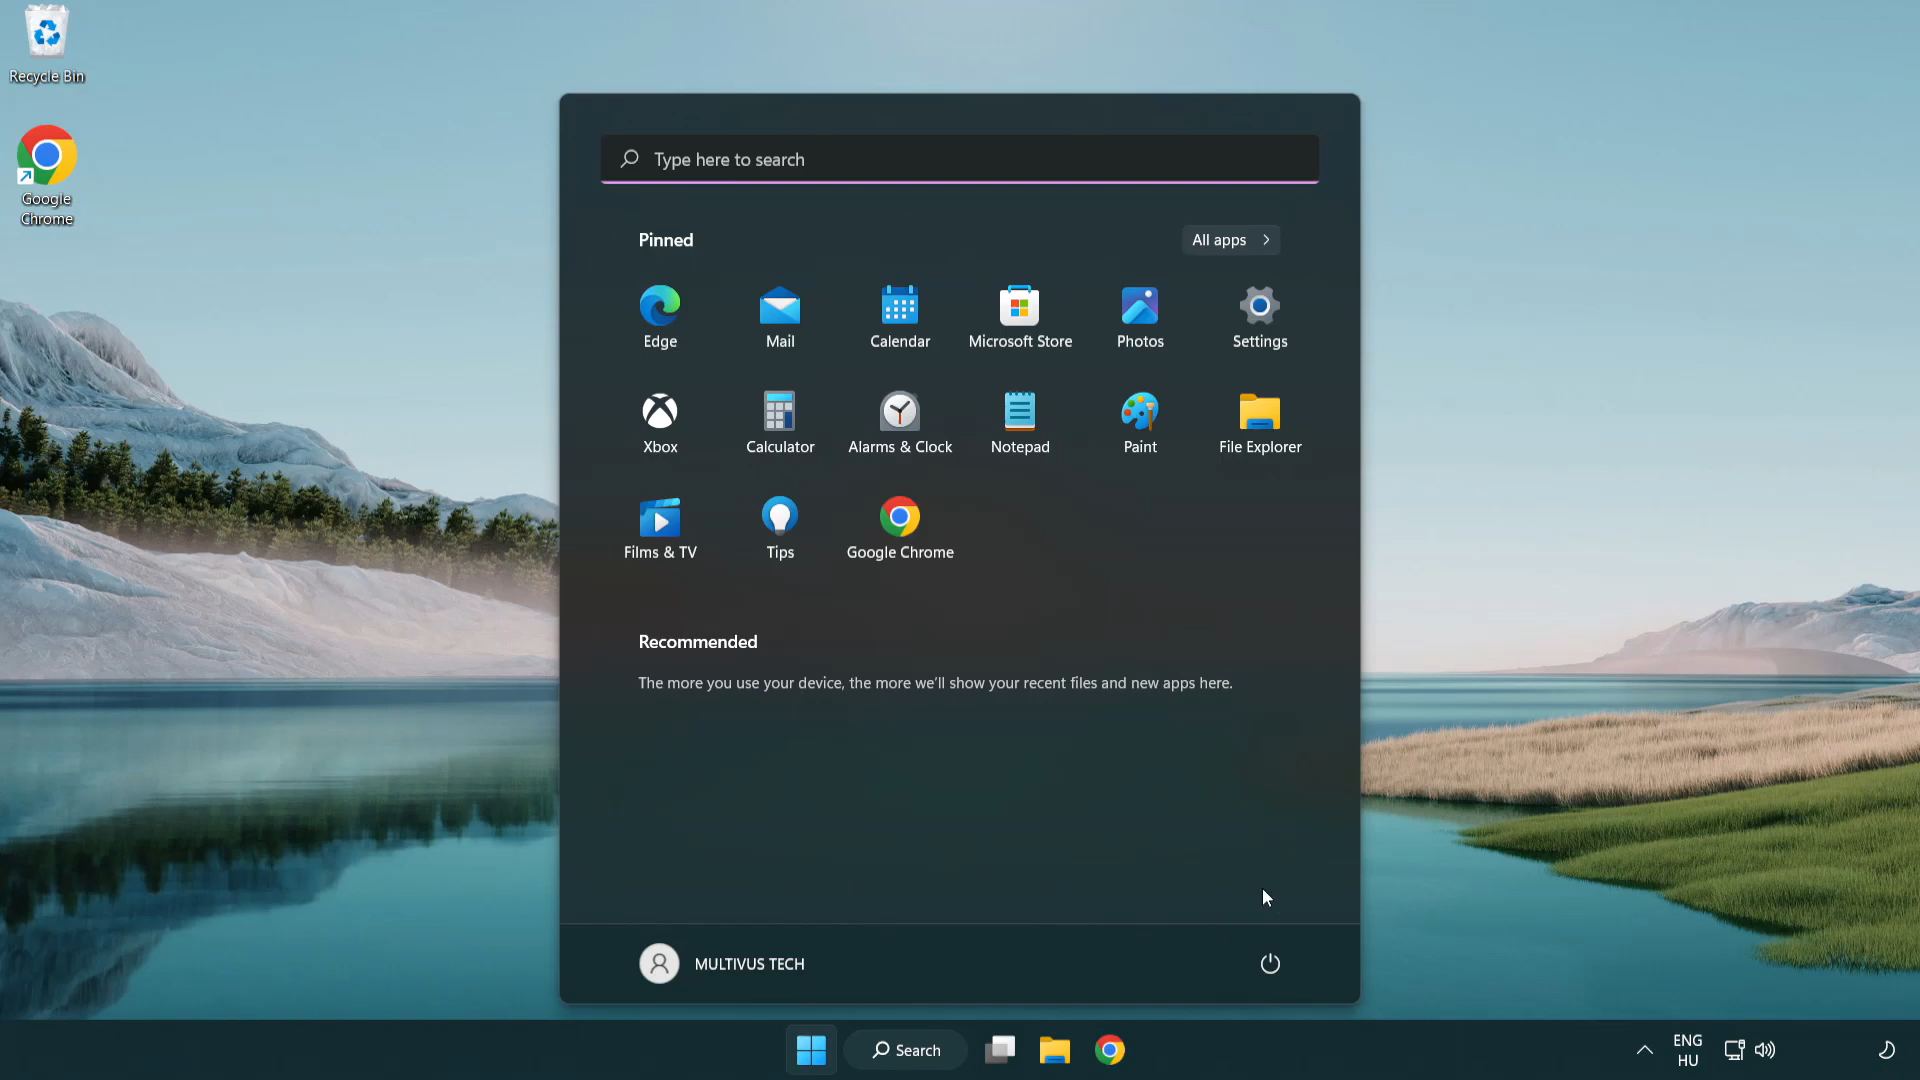 Recycle Bin
Google
Chrome
Type here to search
Pinned
All apps
Edge
Mail
Calendar
Microsoft Store
Photos
Settings
Xbox
Calculator
Alarms & Clock
Notepad
Paint
File Explorer
Films & TV
Tips
Google Chrome
Recommended
The more you use your device, the more we'll show your recent files and new apps here.
MULTIVUS TECH
Search
ENG
HU